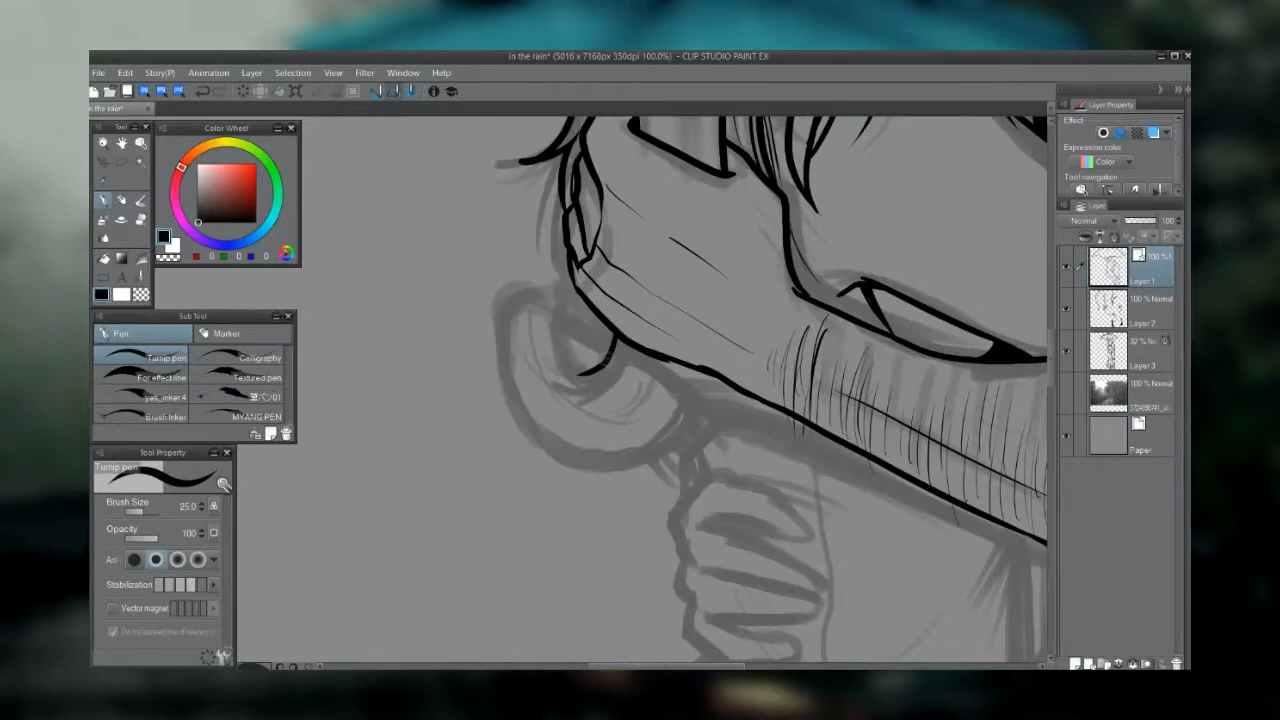 in the rain* (5016 x 7168px 350dpi 100.0%) - CLIP STUDIO PAINT EX
File Edit Story(P) Animation Layer Selection View Filter Window Help
n the rain*
Tool
Color Wheel
0 0 0
Sub Tool
Pen Marker
Turnip pen Calligraphy
For effect line Textured pen
yes_inker 4
Brush Inker MYANG PEN
Tool Property
Turnip pen
Brush Size 25.0
Opacity 100
Anti
Stabilization
Vector magnet
Layer Property
Effect
Expression color
Color
Tool navigation
Layer
Normal 100
Layer 1
100 % Normal
Layer 2
Layer 3
100 % Normal
Paper